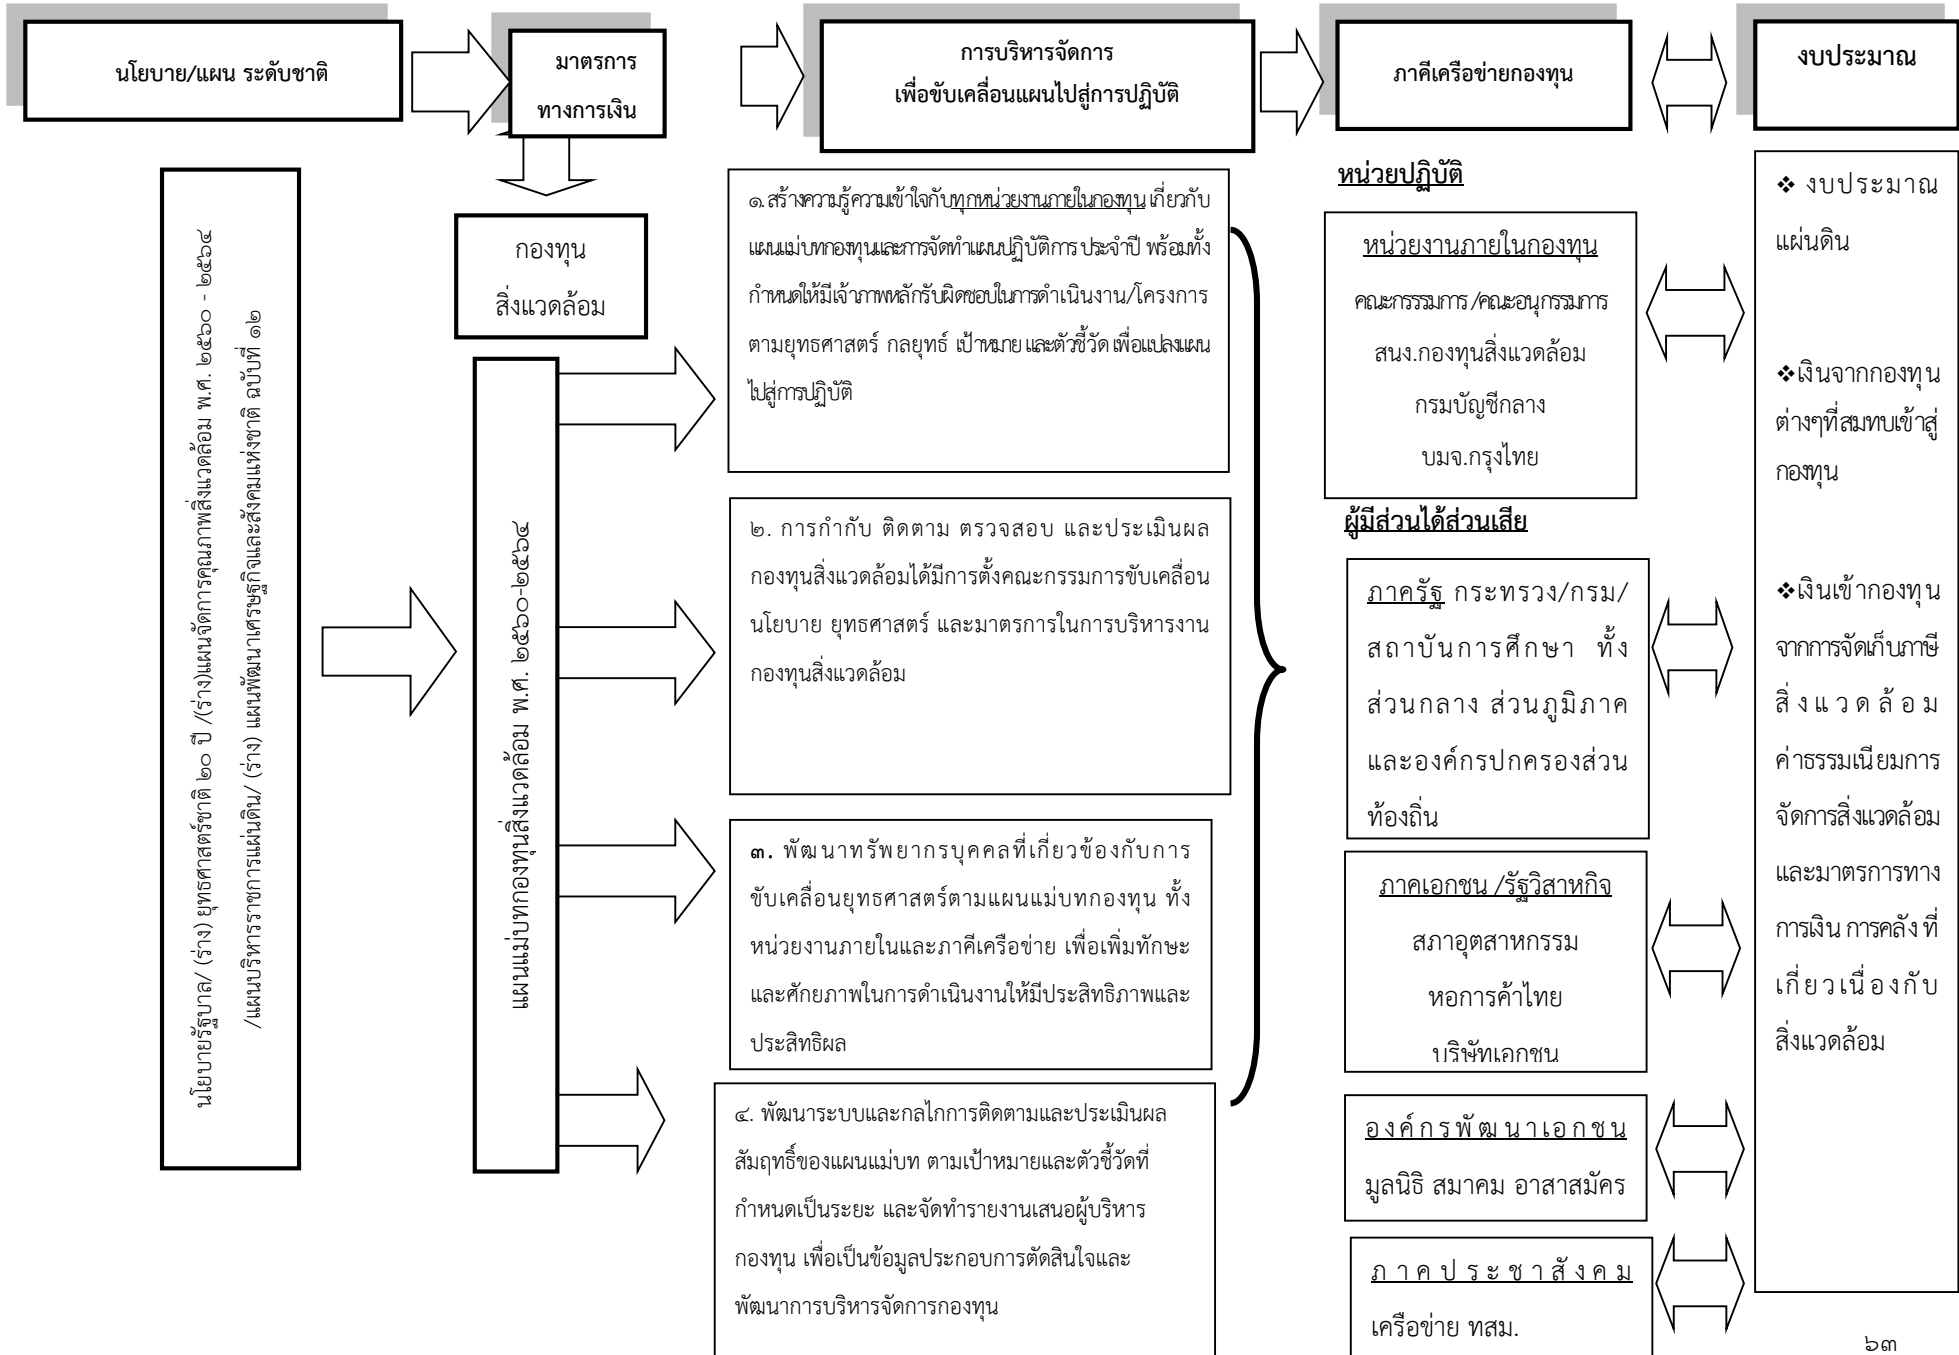 นโยบาย/แผน ระดับชาติ
มาตรการ
ทางการเงิน
การบริหารจัดการ
เพื่อขับเคลื่อนแผนไปสู่การปฏิบัติ
ภาคีเครือข่ายกองทุน
งบประมาณ
นโยบายรัฐบาล/ (ร่าง) ยุทธศาสตร์ชาติ ๒๐ ปี /(ร่าง)แผนจัดการคุณภาพสิ่งแวดล้อม พ.ศ. ๒๕๖๐ - ๒๕๖๔
/แผนบริหารราชการแผ่นดิน/ (ร่าง) แผนพัฒนาเศรษฐกิจและสังคมแห่งชาติ ฉบับที่ ๑๒
กองทุน
สิ่งแวดล้อม
แผนแม่บทกองทุนสิ่งแวดล้อม พ.ศ. ๒๕๖๐-๒๕๖๔
๑. สร้างความรู้ความเข้าใจกับทุกหน่วยงานภายในกองทุน เกี่ยวกับ
แผนแม่บทกองทุนและการจัดทำแผนปฏิบัติการ ประจำปี พร้อมทั้ง
กำหนดให้มีเจ้าภาพหลักรับผิดชอบในการดำเนินงาน/โครงการ
ตามยุทธศาสตร์ กลยุทธ์ เป้าหมาย และตัวชี้วัด เพื่อแปลงแผน
ไปสู่การปฏิบัติ
๒. การกำกับ ติดตาม ตรวจสอบ และประเมินผล
กองทุนสิ่งแวดล้อมได้มีการตั้งคณะกรรมการขับเคลื่อน
นโยบาย ยุทธศาสตร์ และมาตรการในการบริหารงาน
กองทุนสิ่งแวดล้อม
๓. พัฒนาทรัพยากรบุคคลที่เกี่ยวข้องกับการ
ขับเคลื่อนยุทธศาสตร์ตามแผนแม่บทกองทุน ทั้ง
หน่วยงานภายในและภาคีเครือข่าย เพื่อเพิ่มทักษะ
และศักยภาพในการดำเนินงานให้มีประสิทธิภาพและ
ประสิทธิผล
๔. พัฒนาระบบและกลไกการติดตามและประเมินผล
สัมฤทธิ์ของแผนแม่บท ตามเป้าหมายและตัวชี้วัดที่
กำหนดเป็นระยะ และจัดทำรายงานเสนอผู้บริหาร
กองทุน เพื่อเป็นข้อมูลประกอบการตัดสินใจและ
พัฒนาการบริหารจัดการกองทุน
หน่วยปฏิบัติ
หน่วยงานภายในกองทุน
คณะกรรรมการ /คณะอนุกรรมการ
สนง.กองทุนสิ่งแวดล้อม
กรมบัญชีกลาง
บมจ.กรุงไทย
ผู้มีส่วนได้ส่วนเสีย
ภาครัฐ กระทรวง/กรม/
สถาบันการศึกษา ทั้ง
ส่วนกลาง ส่วนภูมิภาค
และองค์กรปกครองส่วน
ท้องถิ่น
ภาคเอกชน /รัฐวิสาหกิจ
สภาอุตสาหกรรม
หอการค้าไทย
บริษัทเอกชน
องค์กรพัฒนาเอกชน
มูลนิธิ สมาคม อาสาสมัคร
ภาคประชาสังคม
เครือข่าย ทสม.
❖ งบประมาณ
แผ่นดิน
❖เงินจากกองทุน
ต่างๆที่สมทบเข้าสู่
กองทุน
❖เงินเข้ากองทุน
จากการจัดเก็บภาษี
สิ่งแวดล้อม
ค่าธรรมเนียมการ
จัดการสิ่งแวดล้อม
และมาตรการทาง
การเงิน การคลัง ที่
เกี่ยวเนื่องกับ
สิ่งแวดล้อม
๖๓